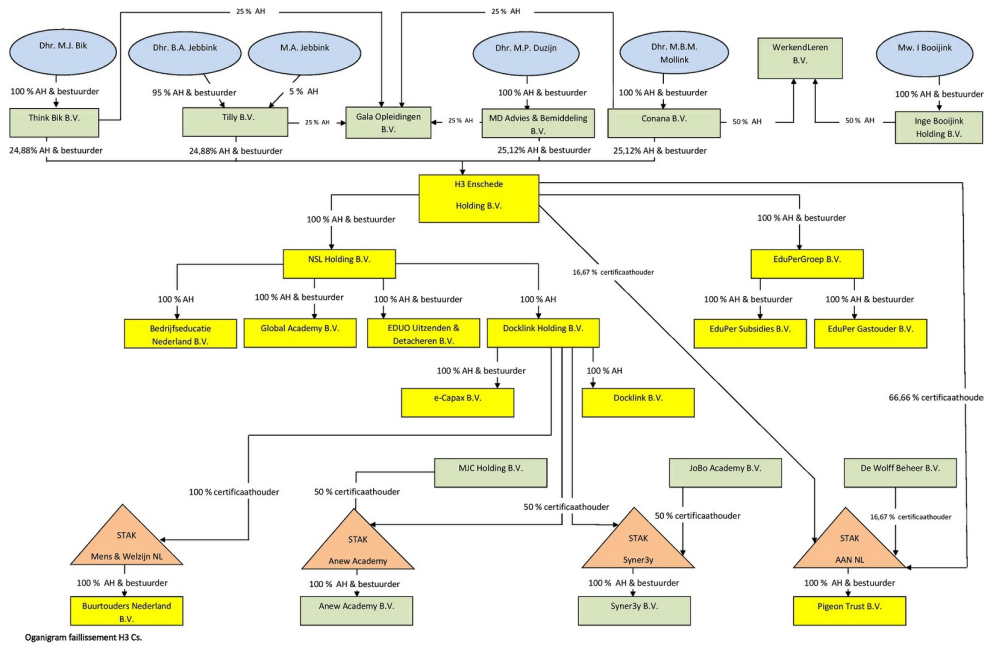 25 % AH
25 % AH
Dhr. M.J. Bik
Dhr. B.A. Jebbink
M.A. Jebbink
Dhr. M.P. Duzijn
Dhr. M.B.M.
Mollink
WerkendLeren
B.V.
Mw. I Booijink
100 % AH & bestuurder
95 % AH & bestuurder
5 % AH
100 % AH & bestuurder
100 % AH & bestuurder
100 % AH & bestuurder
Think Bik B.V.
Tilly B.V.
25 % AH
Gala Opleidingen
B.V.
25 % AH
MD Advies & Bemiddeling
B.V.
Conana B.V.
50 % AH
50 % AH
Inge Booijink
Holding B.V.
24,88% AH & bestuurder
24,88% AH & bestuurder
25,12% AH & bestuurder
25,12% AH & bestuurder
H3 Enschede
Holding B.V.
100 % AH & bestuurder
100 % AH & bestuurder
NSL Holding B.V.
16,67 % certificaathouder
EduPerGroep B.V.
100 % AH
100 % AH & bestuurder
100 % AH & bestuurder
100 % AH
100 % AH & bestuurder
100 % AH & bestuurder
Bedrijfseducatie
Nederland B.V.
Global Academy B.V.
EDUO Uitzenden &
Detacheren B.V.
Docklink Holding B.V.
EduPer Subsidies B.V.
EduPer Gastouder B.V.
100 % AH & bestuurder
100 % AH
e-Capax B.V.
Docklink B.V.
66,66 % certificaathouder
MJC Holding B.V.
JoBo Academy B.V.
De Wolff Beheer B.V.
100 % certificaathouder
50 % certificaathouder
50 % certificaathouder
50 % certificaathouder
16,67 % certificaathouder
STAK
Mens & Welzijn NL
STAK
Anew Academy
STAK
Syner3y
STAK
AAN NL
100 % AH & bestuurder
100 % AH & bestuurder
100 % AH & bestuurder
100 % AH & bestuurder
Buurtouders Nederland
B.V.
Anew Academy B.V.
Syner3y B.V.
Pigeon Trust B.V.
Oganigram faillissement H3 Cs.